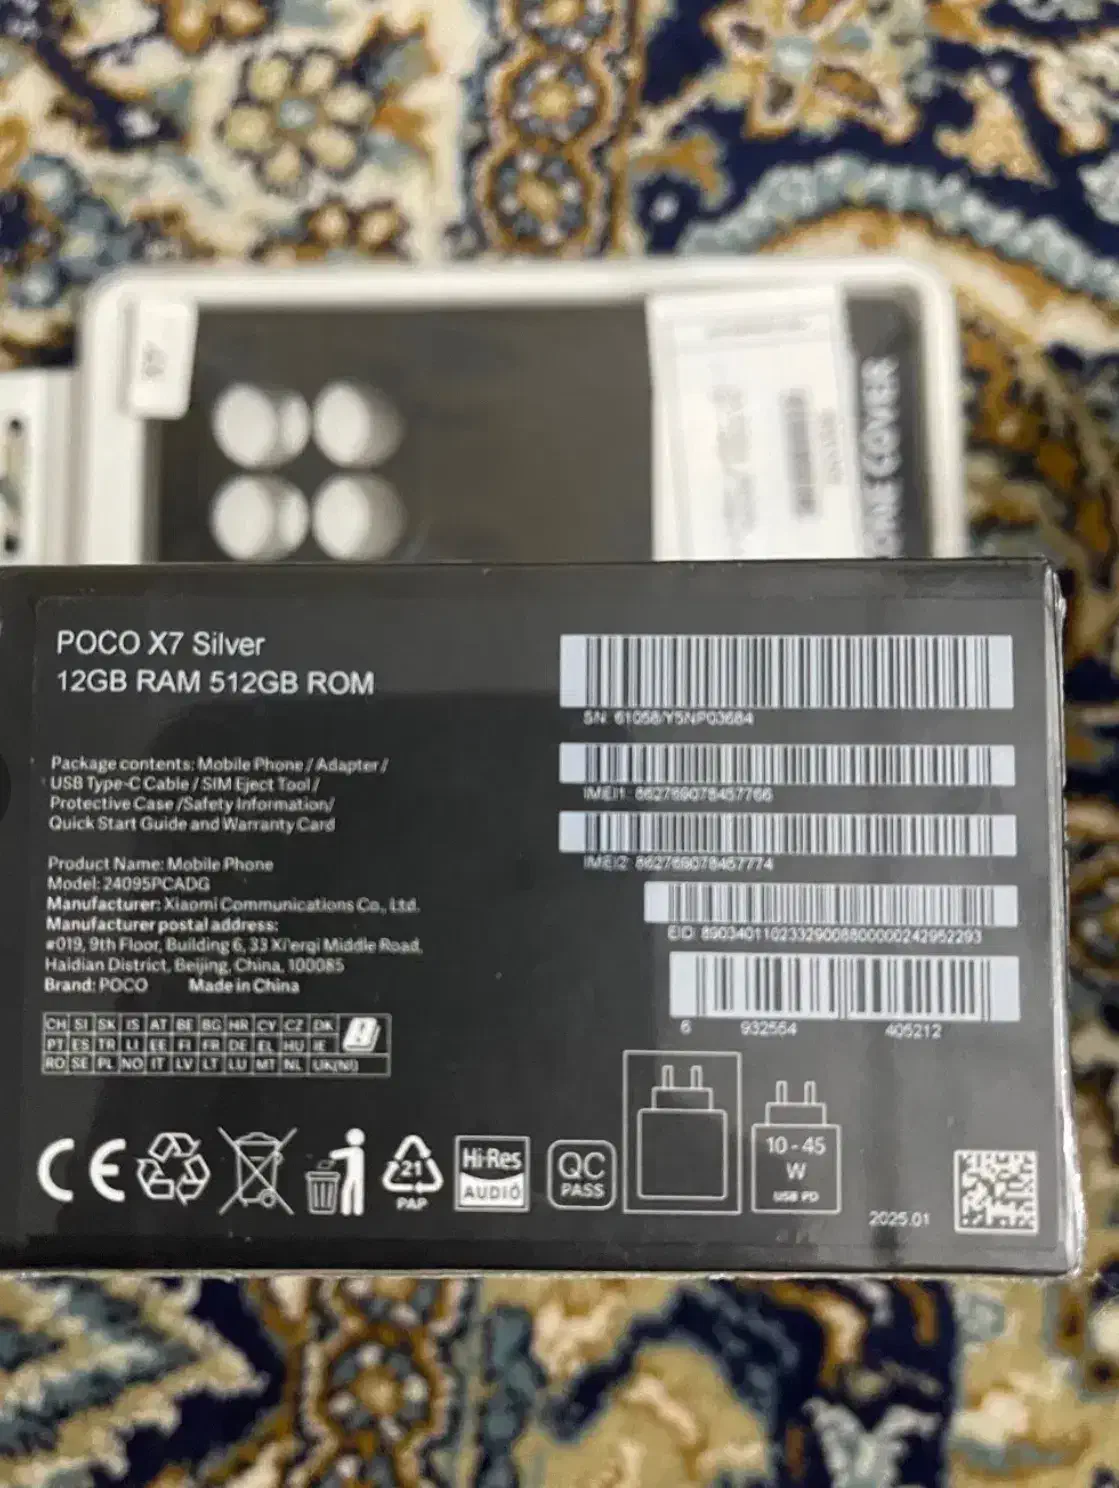 X7
ONE COVER
POCO X7 Silver
12GB RAM 512GB ROM
Package contents: Mobile Phone / Adapter /
USB Type-C Cable / SIM Eject Tool /
Protective Case /Safety Information/
Quick Start Guide and Warranty Card
Product Name: Mobile Phone
Model: 24095PCADG
Manufacturer: Xiaomi Communications Co., Ltd.
Manufacturer postal address:
#019, 9th Floor, Building 6, 33 Xi'erqi Middle Road,
Haidian District, Beijing, China, 100085
Brand: POCO Made in China
CH SI SK IS AT BE BG HR CY CZ DK
PT ES TR LI EE FI FR DE EL HU IE
RO SE PL NO IT LV LT LU MT NL UK(NI)
SN: 61058/Y5NP03684
IMEI1: 862769078457766
IMEI2: 862769078457774
EID: 89034011023329008800000242952293
6 932554 405212
CE
21
PAP
Hi-Res
AUDIO
QC
PASS
10 - 45
W
USB PD
2025.01